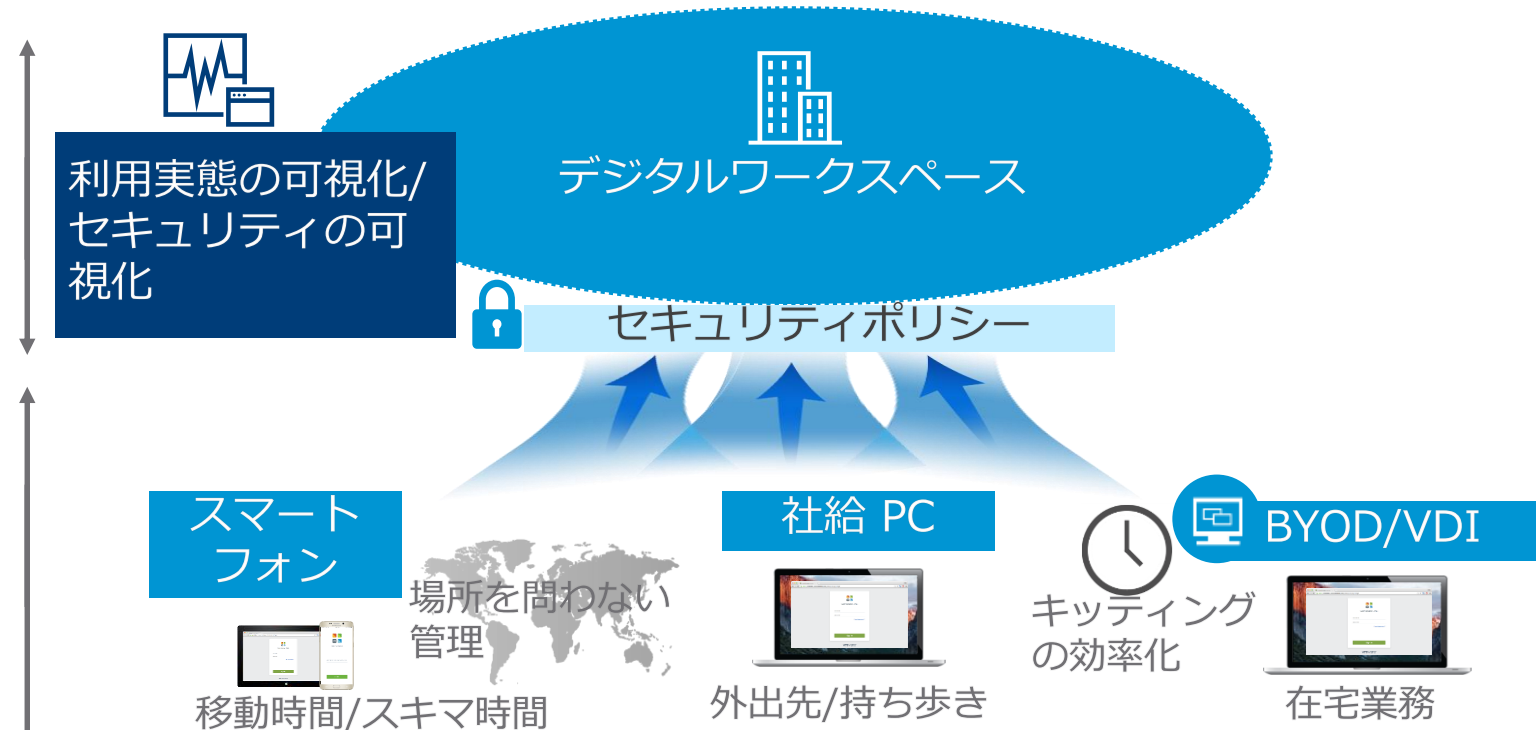 デジタルワークスペース
利用実態の可視化/
セキュリティの可
視化
セキュリティポリシー
スマート
フォン
社給 PC
BYOD/VDI
場所を問わない
管理
キッティング
の効率化
移動時間/スキマ時間
外出先/持ち歩き
在宅業務